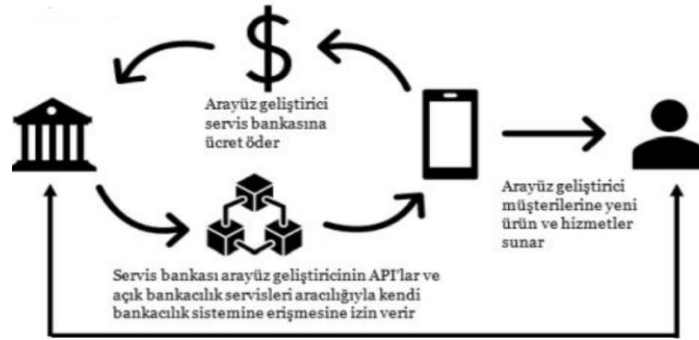 Arayüz geliştirici
servis bankasına
ücret öder
Arayüz geliştirici
müşterilerine yeni
ürün ve hizmetler
sunar
Servis bankası arayüz geliştiricinin API'lar ve
açık bankacılık servisleri aracılığıyla kendi
bankacılık sistemine erişmesine izin verir